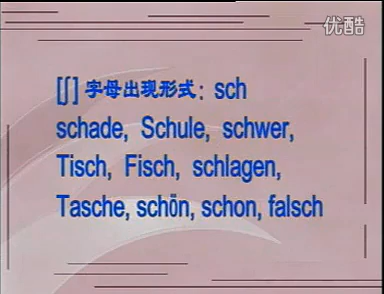 优酷
[ʃ] 字母出现形式: sch
schade, Schule, schwer,
Tisch, Fisch, schlagen,
Tasche, schön, schon, falsch